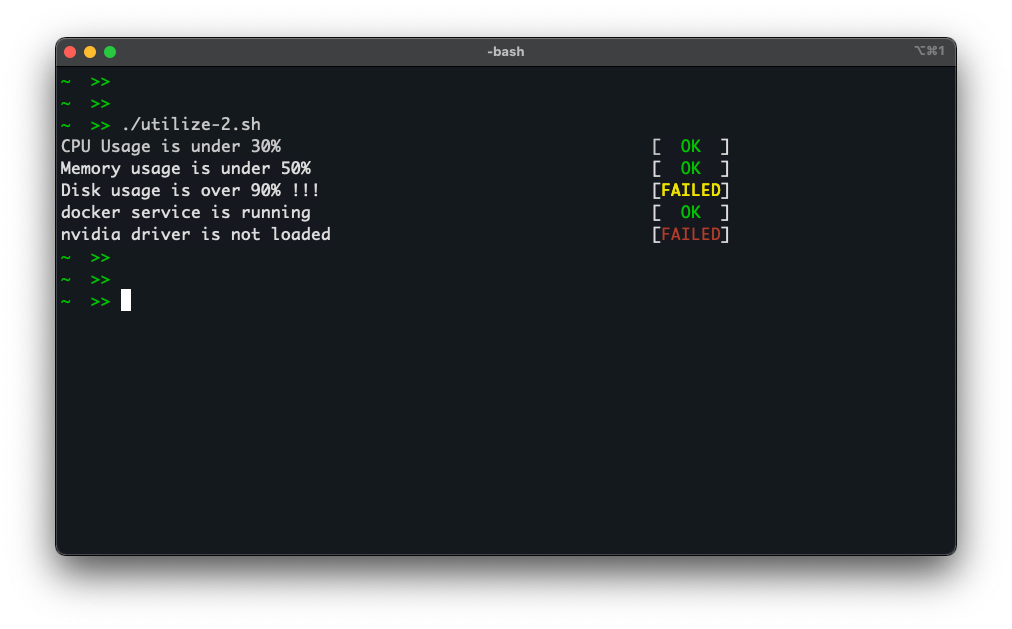 -bash
⌥⌘1
~ >>
~ >>
~ >> ./utilize-2.sh
CPU Usage is under 30% [ OK ]
Memory usage is under 50% [ OK ]
Disk usage is over 90% !!! [FAILED]
docker service is running [ OK ]
nvidia driver is not loaded [FAILED]
~ >>
~ >>
~ >>